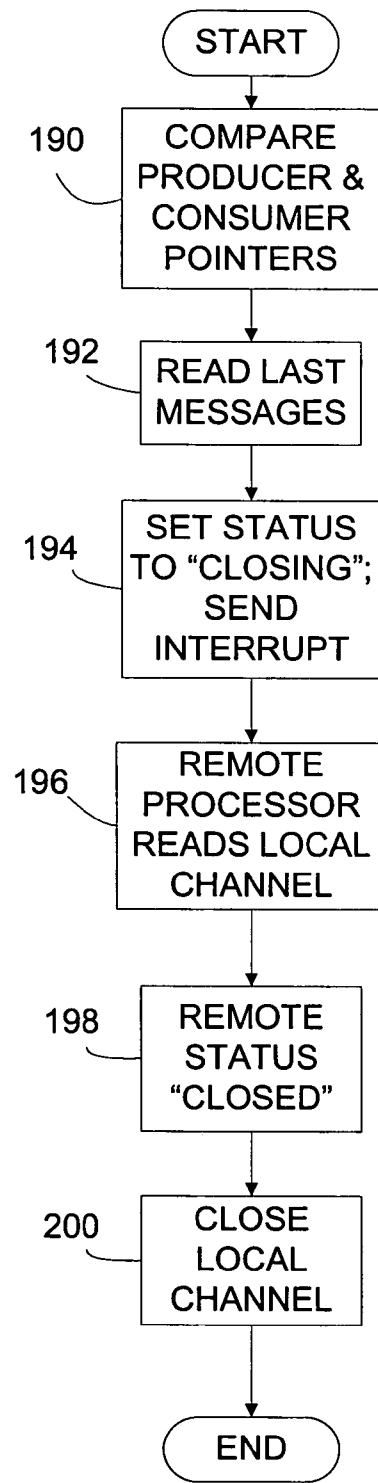 START
190
COMPARE
PRODUCER &
CONSUMER
POINTERS
192
READ LAST
MESSAGES
194
SET STATUS
TO “CLOSING”;
SEND
INTERRUPT
196
REMOTE
PROCESSOR
READS LOCAL
CHANNEL
198
REMOTE
STATUS
“CLOSED”
200
CLOSE
LOCAL
CHANNEL
END